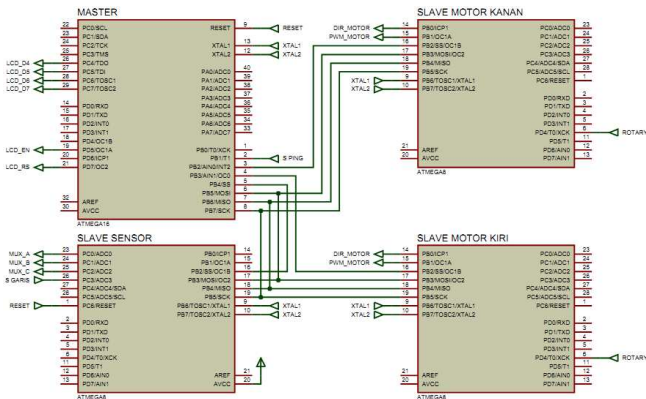 MASTER
22 PC0/SCL
23 PC1/SDA
24 PC2/TCK
25 PC3/TMS
LCD_D4 26 PC4/TDO
LCD_D5 27 PC5/TDI
LCD_D6 28 PC6/TOSC1
LCD_D7 29 PC7/TOSC2
14 PD0/RXD
15 PD1/TXD
16 PD2/INT0
17 PD3/INT1
18 PD4/OC1B
LCD_EN 19 PD5/OC1A
20 PD6/ICP1
LCD_RS 21 PD7/OC2
32 AREF
30 AVCC
RESET 9 RESET
XTAL1 13 XTAL1
XTAL2 12 XTAL2
PA0/ADC0 40
PA1/ADC1 39
PA2/ADC2 38
PA3/ADC3 37
PA4/ADC4 36
PA5/ADC5 35
PA6/ADC6 34
PA7/ADC7 33
PB0/T0/XCK 1
PB1/T1 2 S PING
PB2/AIN0/INT2 3
PB3/AIN1/OC0 4
PB4/SS 5
PB5/MOSI 6
PB6/MISO 7
PB7/SCK 8
ATMEGA16
SLAVE MOTOR KANAN
DIR_MOTOR 14 PB0/ICP1
PWM_MOTOR 15 PB1/OC1A
16 PB2/SS/OC1B
17 PB3/MOSI/OC2
18 PB4/MISO
19 PB5/SCK
XTAL1 9 PB6/TOSC1/XTAL1
XTAL2 10 PB7/TOSC2/XTAL2
21 AREF
20 AVCC
PC0/ADC0 23
PC1/ADC1 24
PC2/ADC2 25
PC3/ADC3 26
PC4/ADC4/SDA 27
PC5/ADC5/SCL 28
PC6/RESET 1
PD0/RXD 2
PD1/TXD 3
PD2/INT0 4
PD3/INT1 5
PD4/T0/XCK 6 ROTARY
PD5/T1 11
PD6/AIN0 12
PD7/AIN1 13
ATMEGA8
SLAVE SENSOR
MUX_A 23 PC0/ADC0
MUX_B 24 PC1/ADC1
MUX_C 25 PC2/ADC2
S GARIS 26 PC3/ADC3
27 PC4/ADC4/SDA
28 PC5/ADC5/SCL
RESET 1 PC6/RESET
2 PD0/RXD
3 PD1/TXD
4 PD2/INT0
5 PD3/INT1
6 PD4/T0/XCK
11 PD5/T1
12 PD6/AIN0
13 PD7/AIN1
PB0/ICP1 14
PB1/OC1A 15
PB2/SS/OC1B 16
PB3/MOSI/OC2 17
PB4/MISO 18
PB5/SCK 19
PB6/TOSC1/XTAL1 9 XTAL1
PB7/TOSC2/XTAL2 10 XTAL2
AREF 21
AVCC 20
ATMEGA8
SLAVE MOTOR KIRI
DIR_MOTOR 14 PB0/ICP1
PWM_MOTOR 15 PB1/OC1A
16 PB2/SS/OC1B
17 PB3/MOSI/OC2
18 PB4/MISO
19 PB5/SCK
XTAL1 9 PB6/TOSC1/XTAL1
XTAL2 10 PB7/TOSC2/XTAL2
21 AREF
20 AVCC
PC0/ADC0 23
PC1/ADC1 24
PC2/ADC2 25
PC3/ADC3 26
PC4/ADC4/SDA 27
PC5/ADC5/SCL 28
PC6/RESET 1
PD0/RXD 2
PD1/TXD 3
PD2/INT0 4
PD3/INT1 5
PD4/T0/XCK 6 ROTARY
PD5/T1 11
PD6/AIN0 12
PD7/AIN1 13
ATMEGA8